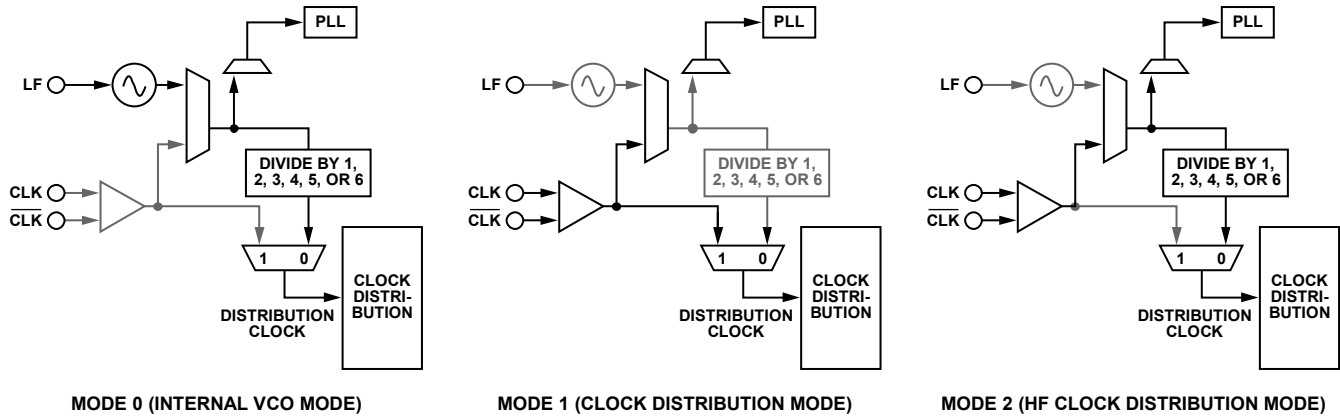 PLL
LF
DIVIDE BY 1,
2, 3, 4, 5, OR 6
CLK
CLK
1 0
CLOCK
DISTRI-
BUTION
DISTRIBUTION
CLOCK
MODE 0 (INTERNAL VCO MODE)
PLL
LF
DIVIDE BY 1,
2, 3, 4, 5, OR 6
CLK
CLK
1 0
CLOCK
DISTRI-
BUTION
DISTRIBUTION
CLOCK
MODE 1 (CLOCK DISTRIBUTION MODE)
PLL
LF
DIVIDE BY 1,
2, 3, 4, 5, OR 6
CLK
CLK
1 0
CLOCK
DISTRI-
BUTION
DISTRIBUTION
CLOCK
MODE 2 (HF CLOCK DISTRIBUTION MODE)